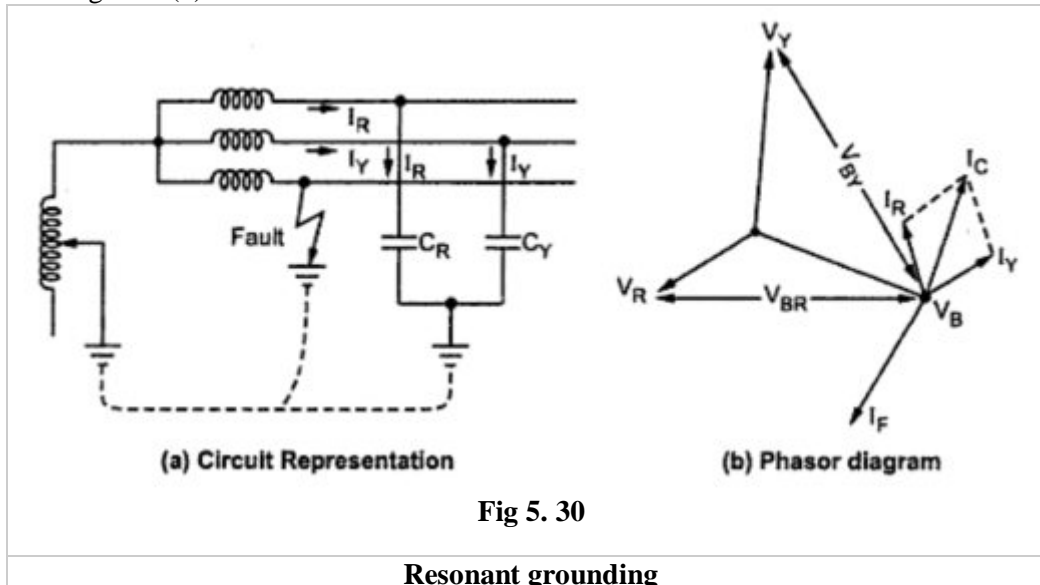 I_R
I_Y
I_R
I_Y
Fault
C_R
C_Y
(a) Circuit Representation
V_Y
V_BY
I_C
I_R
I_Y
V_R
V_BR
V_B
I_F
(b) Phasor diagram
Fig 5. 30
Resonant grounding